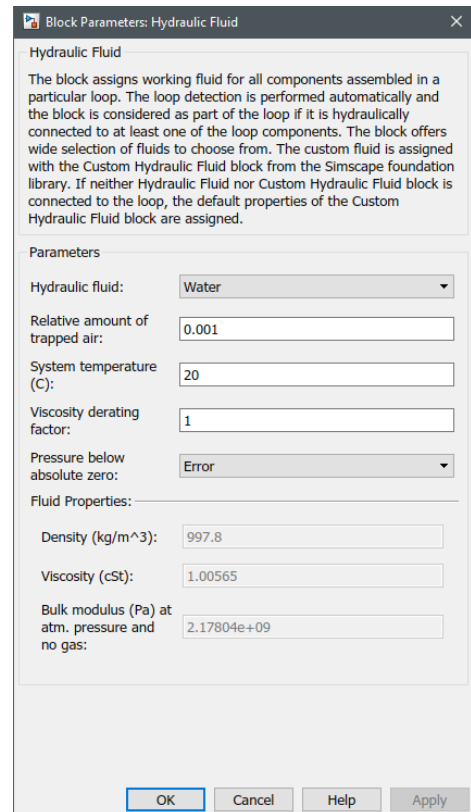 Block Parameters: Hydraulic Fluid
Hydraulic Fluid
The block assigns working fluid for all components assembled in a
particular loop. The loop detection is performed automatically and
the block is considered as part of the loop if it is hydraulically
connected to at least one of the loop components. The block offers
wide selection of fluids to choose from. The custom fluid is assigned
with the Custom Hydraulic Fluid block from the Simscape foundation
library. If neither Hydraulic Fluid nor Custom Hydraulic Fluid block is
connected to the loop, the default properties of the Custom
Hydraulic Fluid block are assigned.
Parameters
Hydraulic fluid: Water
Relative amount of
trapped air: 0.001
System temperature
(C): 20
Viscosity derating
factor: 1
Pressure below
absolute zero: Error
Fluid Properties:
Density (kg/m^3): 997.8
Viscosity (cSt): 1.00565
Bulk modulus (Pa) at
atm. pressure and 2.17804e+09
no gas:
OK Cancel Help Apply